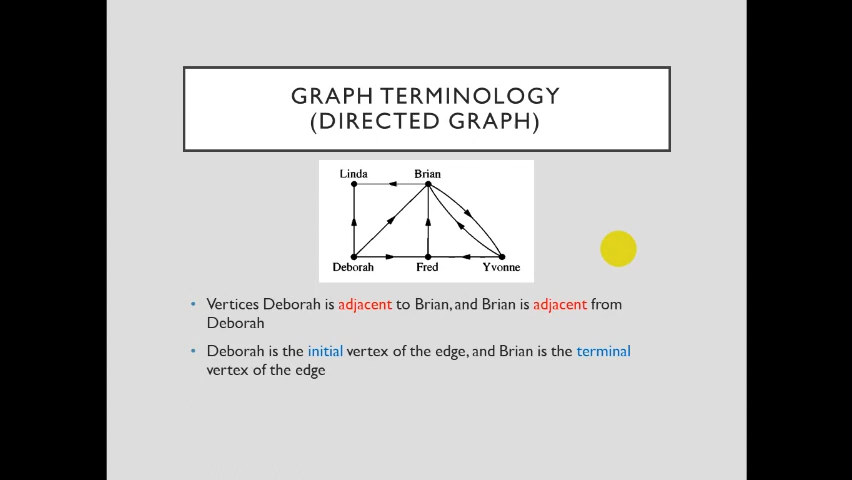 GRAPH TERMINOLOGY
(DIRECTED GRAPH)
Linda Brian
Deborah Fred Yvonne
• Vertices Deborah is adjacent to Brian, and Brian is adjacent from
Deborah
• Deborah is the initial vertex of the edge, and Brian is the terminal
vertex of the edge